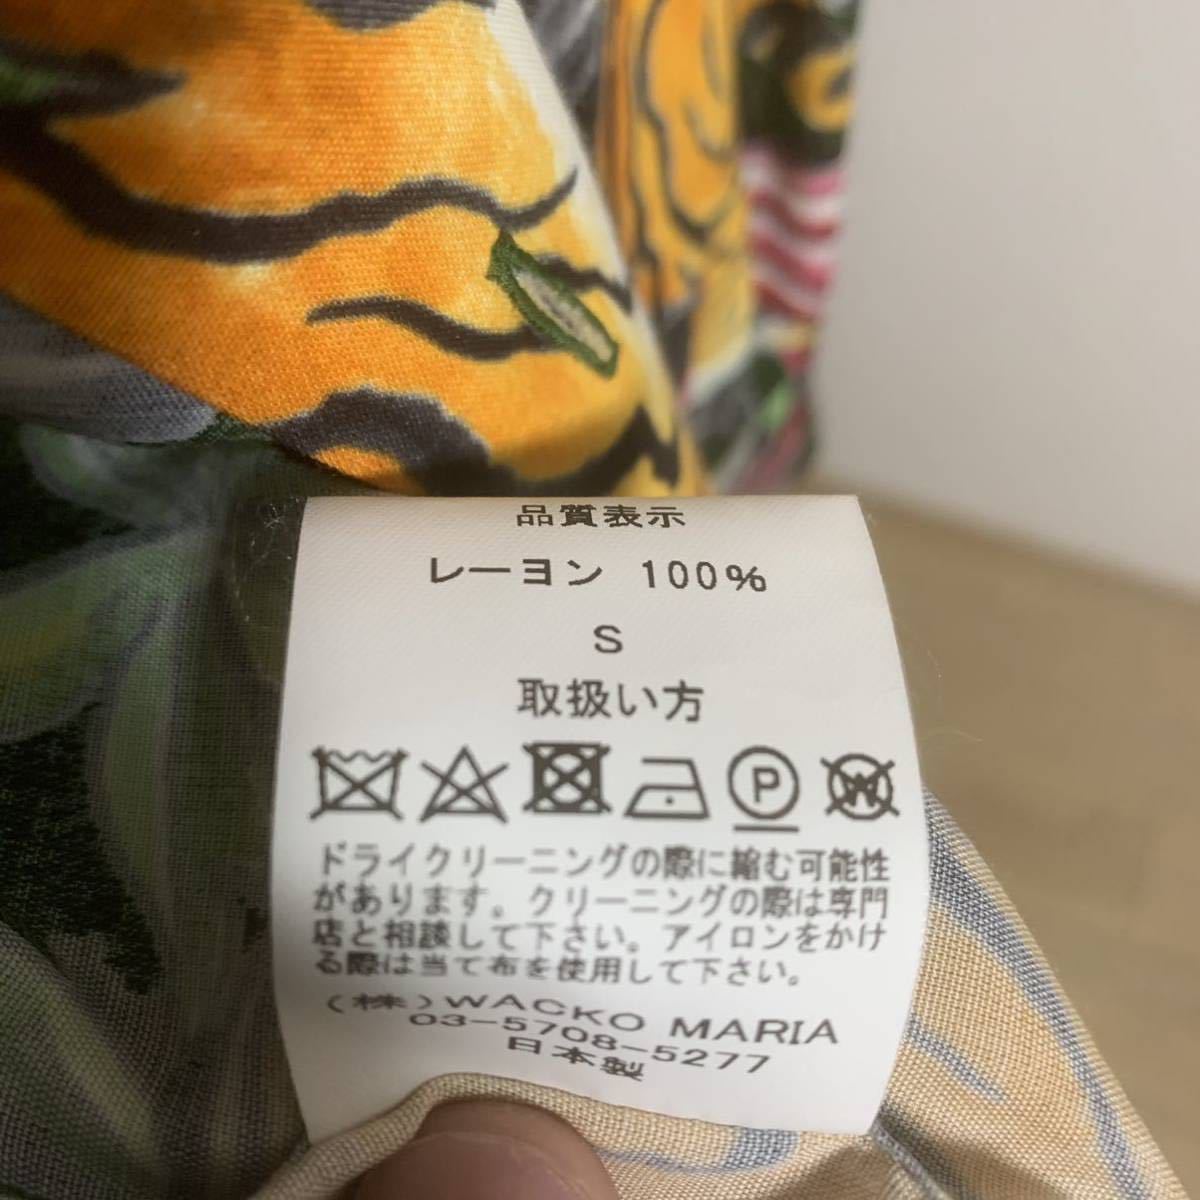 品質表示
レーヨン 100%
S
取扱い方
P W
ドライクリーニングの際に縮む可能性
があります。クリーニングの際は専門
店と相談して下さい。アイロンをかけ
る際は当て布を使用して下さい。
(株)WACKO MARIA
03-5708-5277
日本製